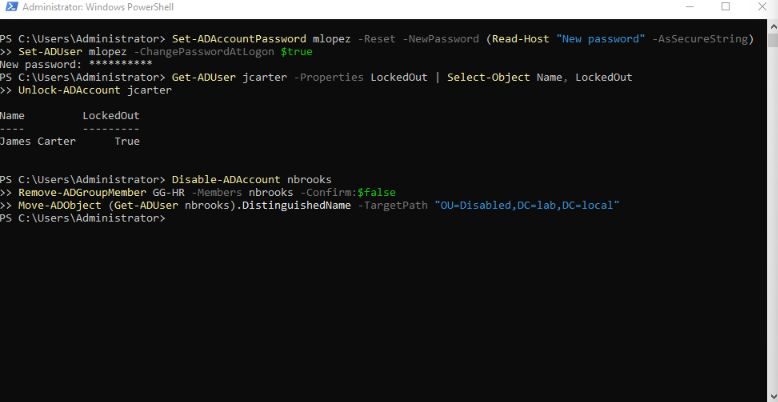 Administrator: Windows PowerShell
PS C:\Users\Administrator> Set-ADAccountPassword mlopez -Reset -NewPassword (Read-Host "New password" -AsSecureString)
>> Set-ADUser mlopez -ChangePasswordAtLogon $true
New password: **********
PS C:\Users\Administrator> Get-ADUser jcarter -Properties LockedOut | Select-Object Name, LockedOut
>> Unlock-ADAccount jcarter
Name         LockedOut
----         ---------
James Carter      True
PS C:\Users\Administrator> Disable-ADAccount nbrooks
>> Remove-ADGroupMember GG-HR -Members nbrooks -Confirm:$false
>> Move-ADObject (Get-ADUser nbrooks).DistinguishedName -TargetPath "OU=Disabled,DC=lab,DC=local"
PS C:\Users\Administrator>